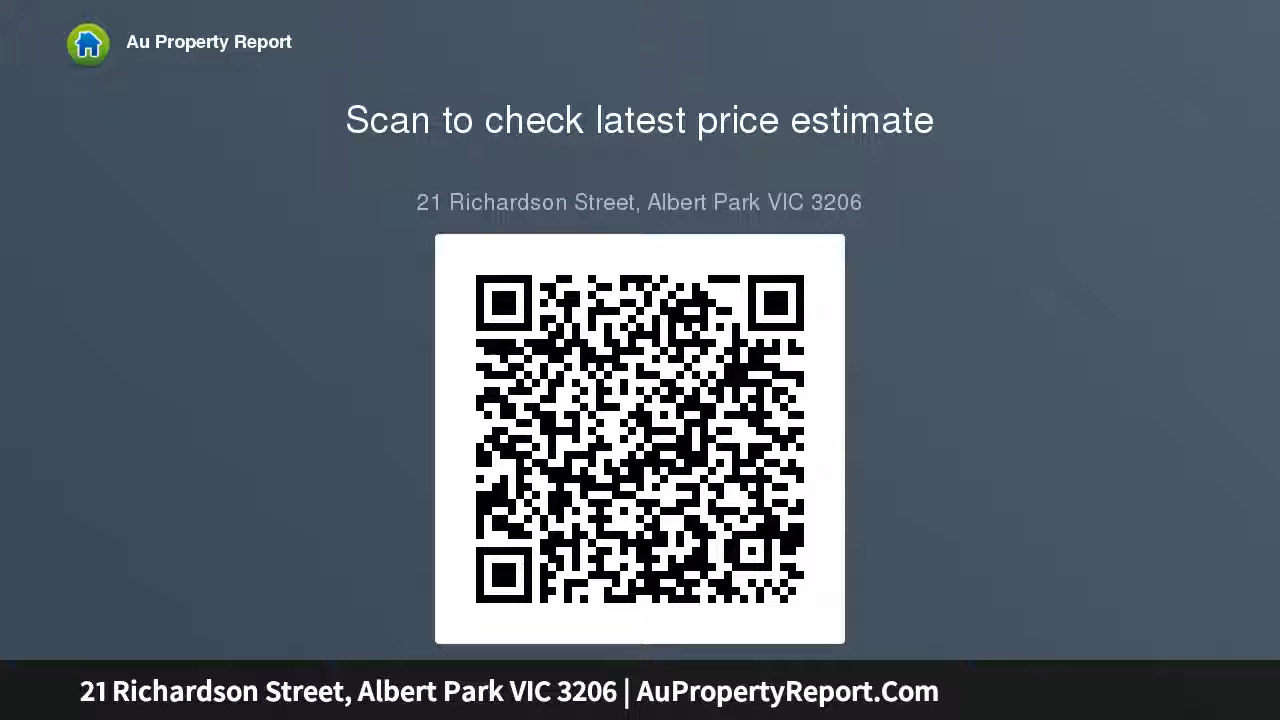 Au Property Report
Scan to check latest price estimate
21 Richardson Street, Albert Park VIC 3206
21 Richardson Street, Albert Park VIC 3206 | AuPropertyReport.Com